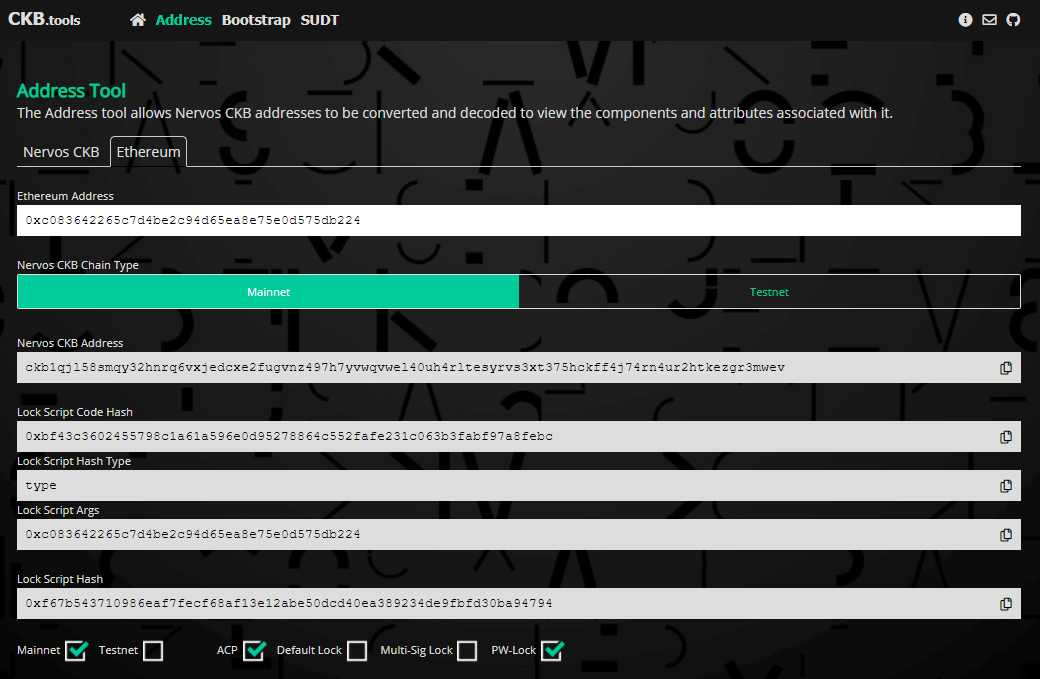 CKB.tools Address Bootstrap SUDT
Address Tool
The Address tool allows Nervos CKB addresses to be converted and decoded to view the components and attributes associated with it.
Nervos CKB Ethereum
Ethereum Address
0xc083642265c7d4be2c94d65ea8e75e0d575db224
Nervos CKB Chain Type
Mainnet Testnet
Nervos CKB Address
ckb1qjl58smqy32hnrq6vxjedcxe2fugvnz497h7yvwqvwel40uh4rltesyrvs3xt375hckff4j74rn4ur2htkezgr3mwev
Lock Script Code Hash
0xbf43c3602455798c1a61a596e0d95278864c552fafe231c063b3fabf97a8febc
Lock Script Hash Type
type
Lock Script Args
0xc083642265c7d4be2c94d65ea8e75e0d575db224
Lock Script Hash
0xf67b543710986eaf7fecf68af13e12abe50dcd40ea389234de9fbfd30ba94794
Mainnet Testnet ACP Default Lock Multi-Sig Lock PW-Lock